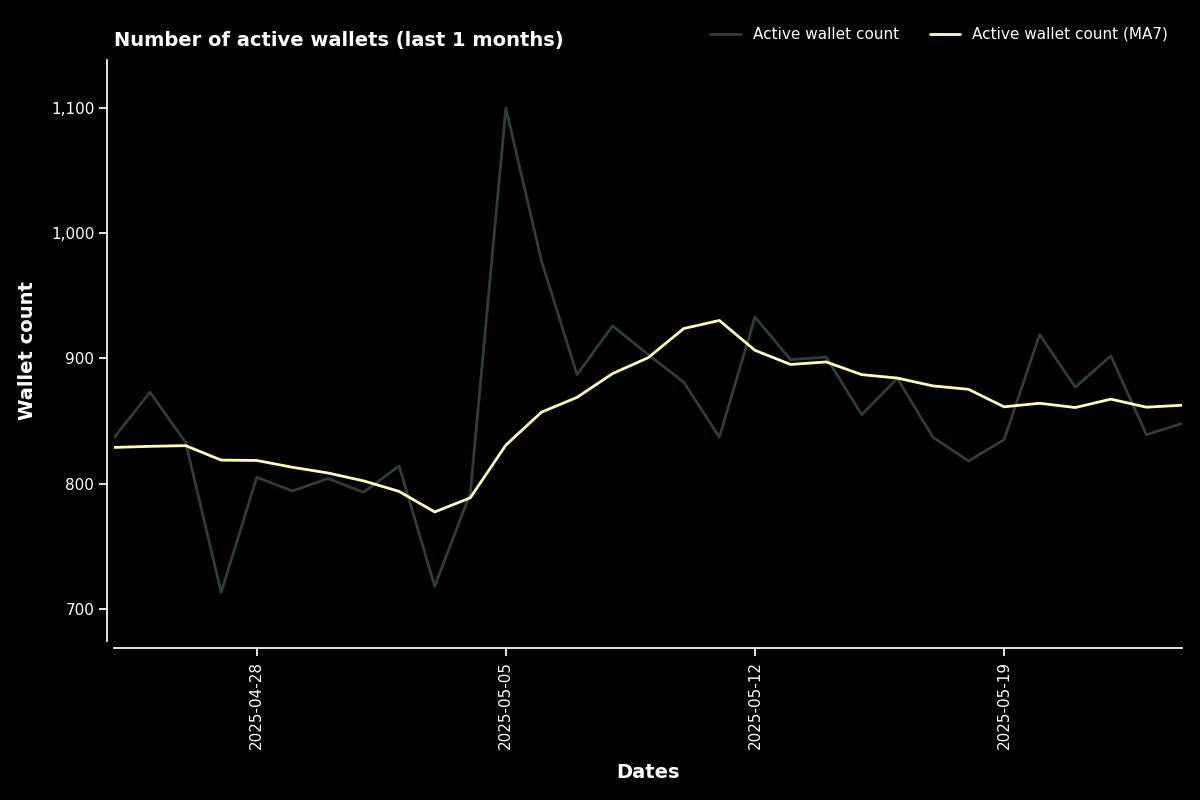 Number of active wallets (last 1 months)
Active wallet count
Active wallet count (MA7)
Wallet count
1,100
1,000
900
800
700
2025-04-28
2025-05-05
2025-05-12
2025-05-19
Dates